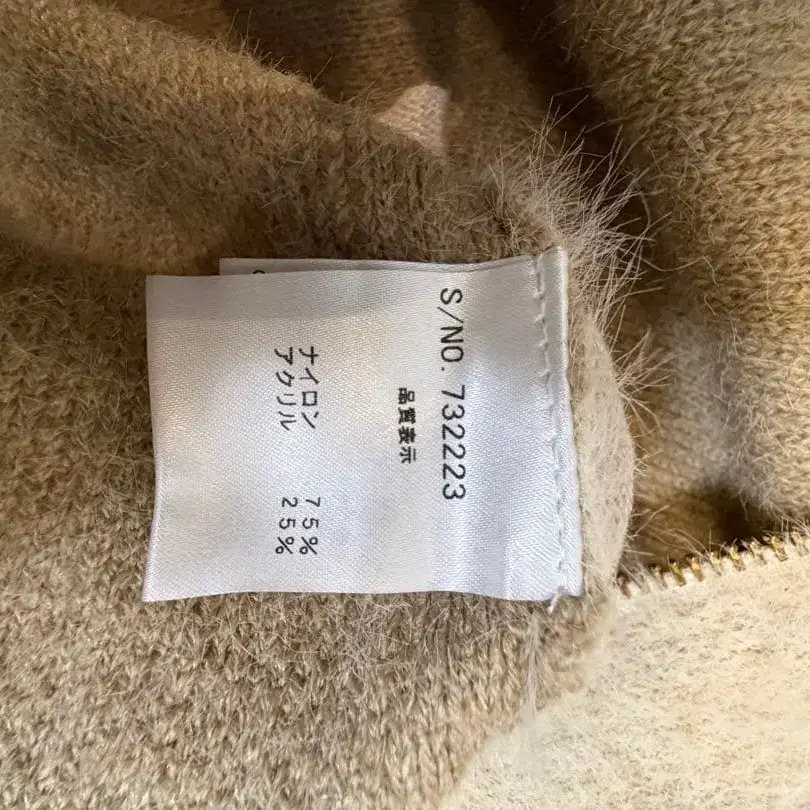 S/NO. 732223
品質表示
ナイロン 75%
アクリル 25%